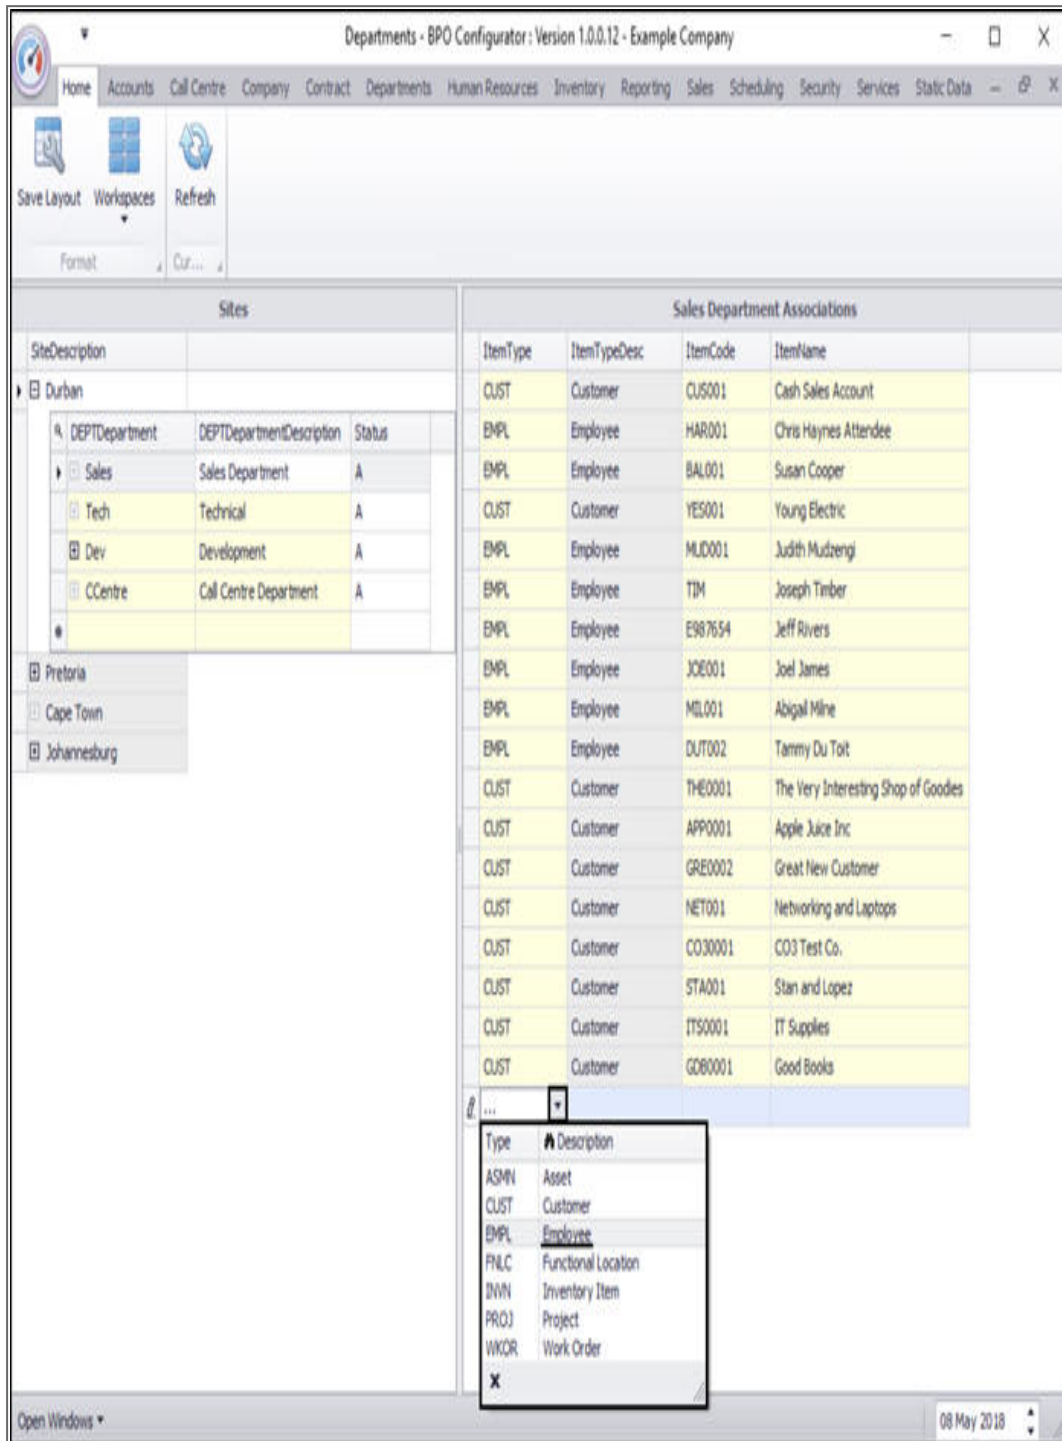 Departments - BPO Configurator : Version 1.0.0.12 - Example Company
Home Accounts Call Centre Company Contract Departments Human Resources Inventory Reporting Sales Scheduling Security Services Static Data
Save Layout Workspaces Refresh
Format Cur...
Sites
SiteDescription
Durban
DEPTDepartment DEPTDepartmentDescription Status
Sales Sales Department A
Tech Technical A
Dev Development A
CCentre Call Centre Department A
Pretoria
Cape Town
Johannesburg
Sales Department Associations
ItemType ItemTypeDesc ItemCode ItemName
CUST Customer CUS001 Cash Sales Account
EMPL Employee HAR001 Chris Haynes Attendee
EMPL Employee BAL001 Susan Cooper
CUST Customer YES001 Young Electric
EMPL Employee MUD001 Judith Mudzengi
EMPL Employee TIM Joseph Timber
EMPL Employee E987654 Jeff Rivers
EMPL Employee JOE001 Joel James
EMPL Employee MIL001 Abigail Milne
EMPL Employee DUT002 Tammy Du Toit
CUST Customer THE0001 The Very Interesting Shop of Goodies
CUST Customer APP0001 Apple Juice Inc
CUST Customer GRE0002 Great New Customer
CUST Customer NET001 Networking and Laptops
CUST Customer CO30001 CO3 Test Co.
CUST Customer STA001 Stan and Lopez
CUST Customer ITS0001 IT Supplies
CUST Customer GDB0001 Good Books
...
Type Description
ASMN Asset
CUST Customer
EMPL Employee
FNLC Functional Location
INVN Inventory Item
PROJ Project
WKOR Work Order
x
Open Windows 08 May 2018